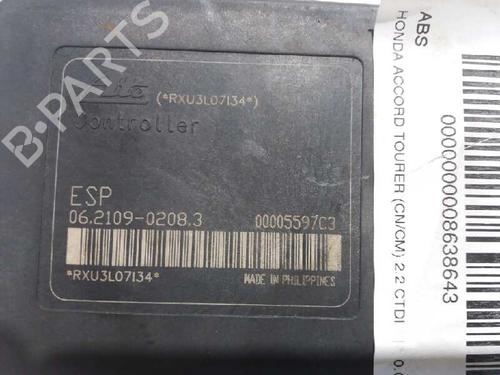 Ate (*RXU3L07134*)
Controller
ESP
06.2109-0208.3 00005597C3
*RXU3L07134* MADE IN PHILIPPINES
ABS
HONDA ACCORD TOURER (CN/CM) 2.2 CTDI
0000000008638643
B-PARTS